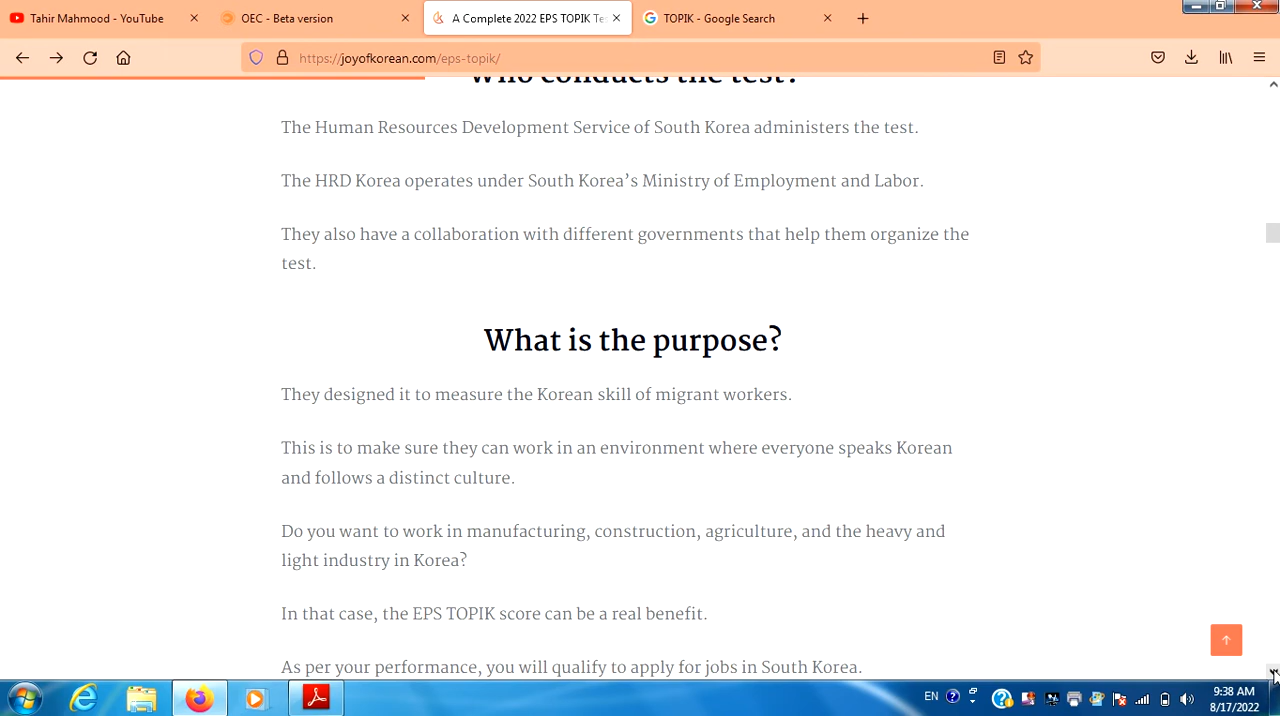 Tahir Mahmood - YouTube
OEC - Beta version
A Complete 2022 EPS TOPIK Te
TOPIK - Google Search
https://joyofkorean.com/eps-topik/
Who conducts the test?
The Human Resources Development Service of South Korea administers the test.
The HRD Korea operates under South Korea's Ministry of Employment and Labor.
They also have a collaboration with different governments that help them organize the
test.
What is the purpose?
They designed it to measure the Korean skill of migrant workers.
This is to make sure they can work in an environment where everyone speaks Korean
and follows a distinct culture.
Do you want to work in manufacturing, construction, agriculture, and the heavy and
light industry in Korea?
In that case, the EPS TOPIK score can be a real benefit.
As per your performance, you will qualify to apply for jobs in South Korea.
EN
9:38 AM
8/17/2022